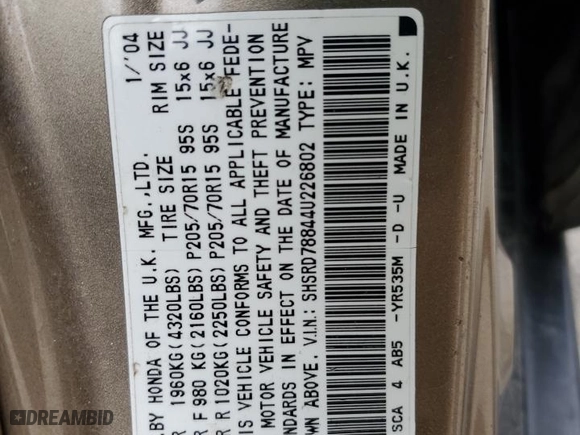 BY HONDA OF THE U.K. MFG.,LTD. 1/'04
R 1960KG(4320LBS) TIRE SIZE RIM SIZE
R F 980 KG(2160LBS) P205/70R15 95S 15x6 JJ
R R 1020KG(2250LBS) P205/70R15 95S 15x6 JJ
IS VEHICLE CONFORMS TO ALL APPLICABLE FEDE-
MOTOR VEHICLE SAFETY AND THEFT PREVENTION
NDARDS IN EFFECT ON THE DATE OF MANUFACTURE
WN ABOVE. V.I.N.: SHSRD78844U226802 TYPE: MPV
SCA 4 AB5 -YR535M -D -U MADE IN U.K.
DREAMBID